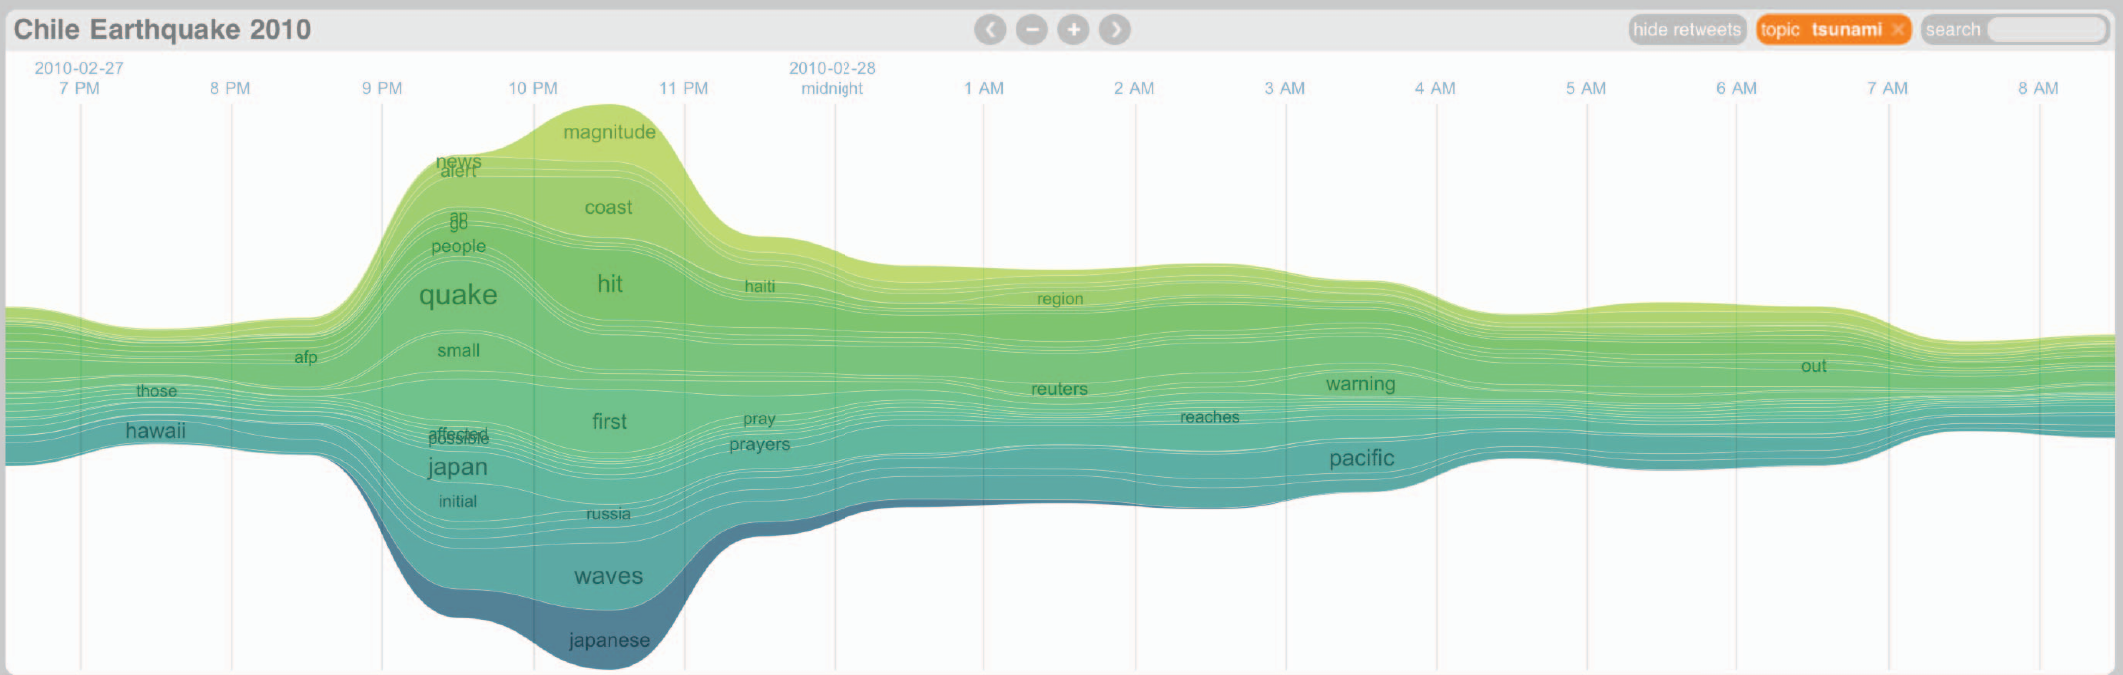 Chile Earthquake 2010
hide retweets
topic tsunami
search
2010-02-27
7 PM
8 PM
9 PM
10 PM
11 PM
2010-02-28
midnight
1 AM
2 AM
3 AM
4 AM
5 AM
6 AM
7 AM
8 AM
magnitude
news
alert
coast
ap
go
people
hit
haiti
quake
region
small
afp
out
those
reuters
warning
first
pray
reaches
hawaii
affected
possible
prayers
japan
pacific
initial
russia
waves
japanese